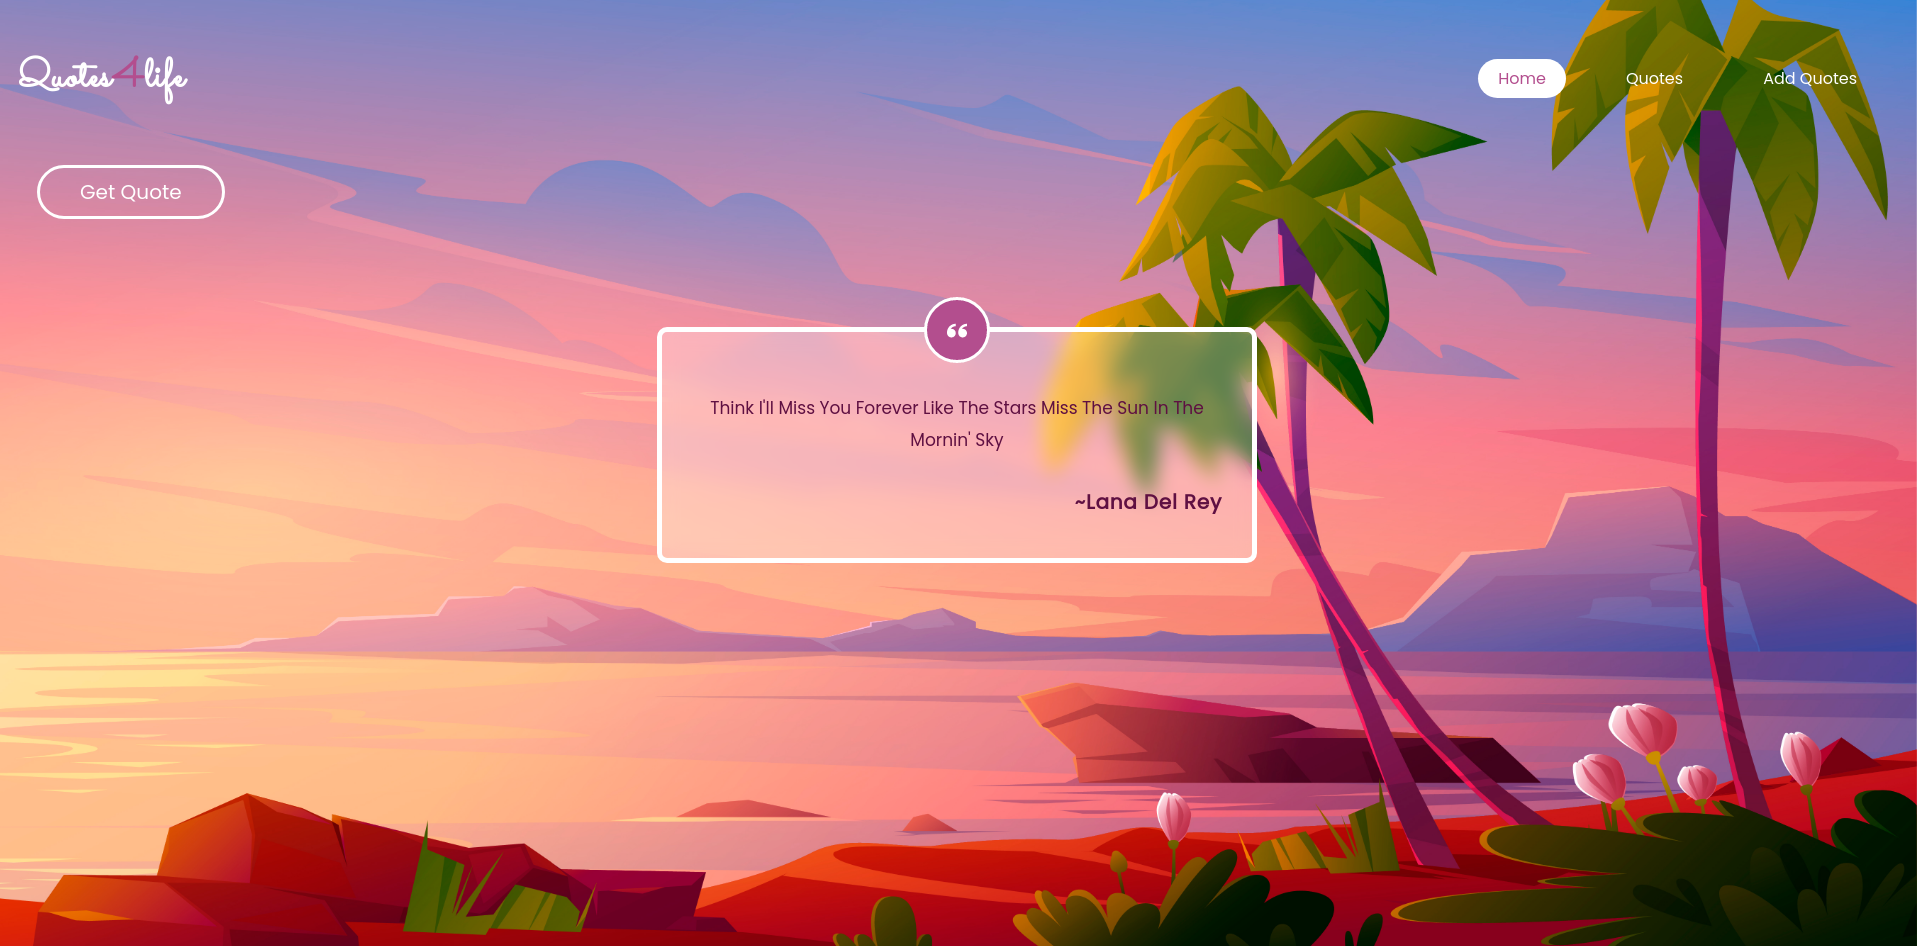 Quotes4life
Home
Quotes
Add Quotes
Get Quote
“
Think I'll Miss You Forever Like The Stars Miss The Sun In The
Mornin' Sky
~Lana Del Rey